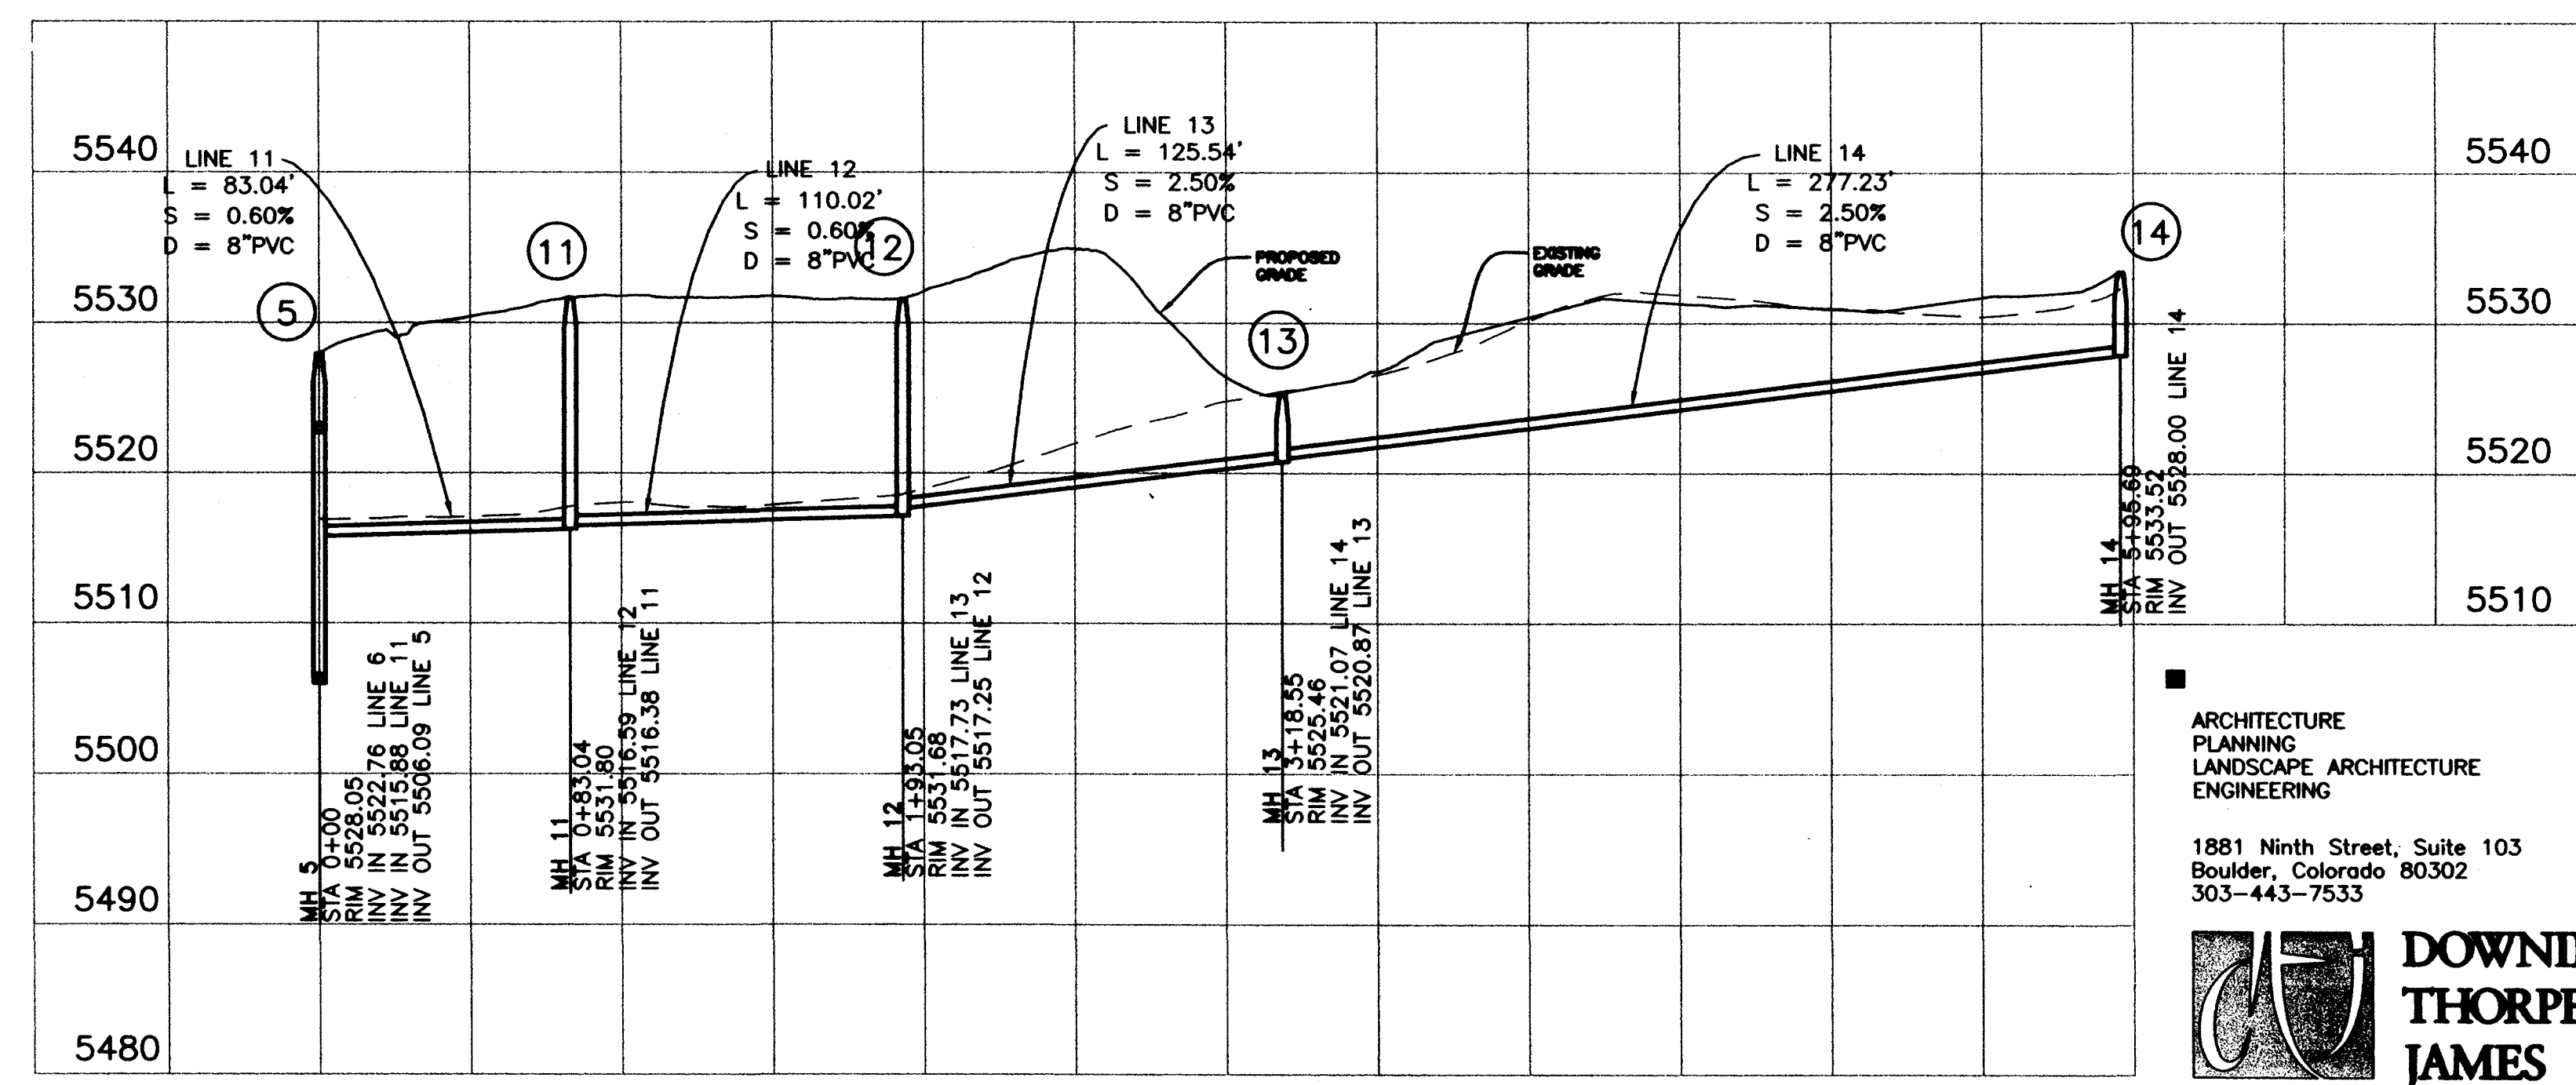 5540
5530
5520
5510
5500
5490
5480
LINE 11
L = 83.04'
S = 0.60%
D = 8"PVC
LINE 12
L = 110.02'
S = 0.60%
D = 8"PVC
LINE 13
L = 125.54'
S = 2.50%
D = 8"PVC
LINE 14
L = 277.23'
S = 2.50%
D = 8"PVC
5
11
12
13
14
PROPOSED
GRADE
EXISTING
GRADE
MH 5
STA 0+00
RIM 5528.05
INV IN 5522.76 LINE 6
INV IN 5515.88 LINE 11
INV OUT 5506.09 LINE 5
MH 11
STA 0+83.04
RIM 5531.80
INV IN 5516.59 LINE 12
INV OUT 5516.38 LINE 11
MH 12
STA 1+93.05
RIM 5531.68
INV IN 5517.73 LINE 13
INV OUT 5517.25 LINE 12
MH 13
STA 3+18.55
RIM 5525.46
INV IN 5521.07 LINE 14
INV OUT 5520.87 LINE 13
MH 14
STA 5+95.69
RIM 5533.52
INV OUT 5528.00 LINE 14
5540
5530
5520
5510
ARCHITECTURE
PLANNING
LANDSCAPE ARCHITECTURE
ENGINEERING
1881 Ninth Street, Suite 103
Boulder, Colorado 80302
303-443-7533
THORPE
JAMES